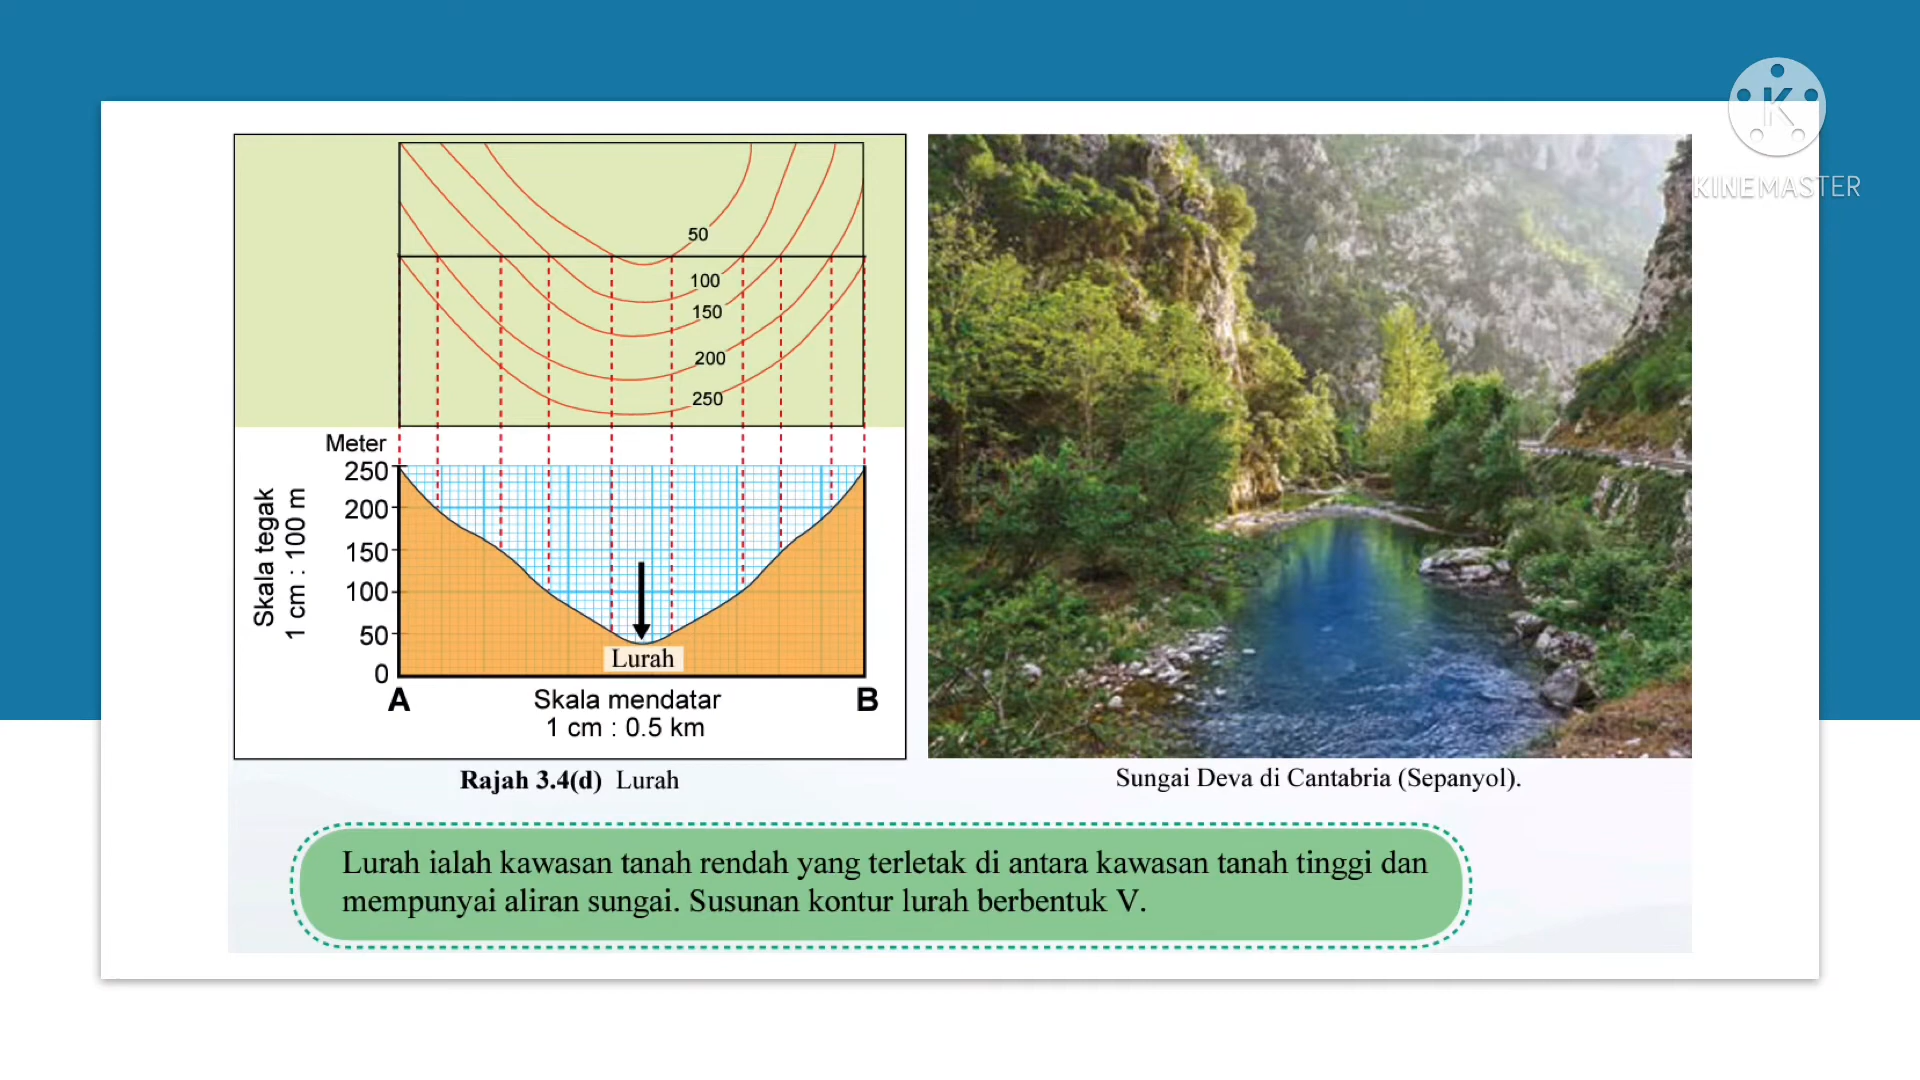 K
KINEMASTER
50
100
150
200
250
Meter
250
200
150
100
50
0
Skala tegak
1 cm : 100 m
Lurah
A
B
Skala mendatar
1 cm : 0.5 km
Rajah 3.4(d) Lurah
Sungai Deva di Cantabria (Sepanyol).
Lurah ialah kawasan tanah rendah yang terletak di antara kawasan tanah tinggi dan
mempunyai aliran sungai. Susunan kontur lurah berbentuk V.